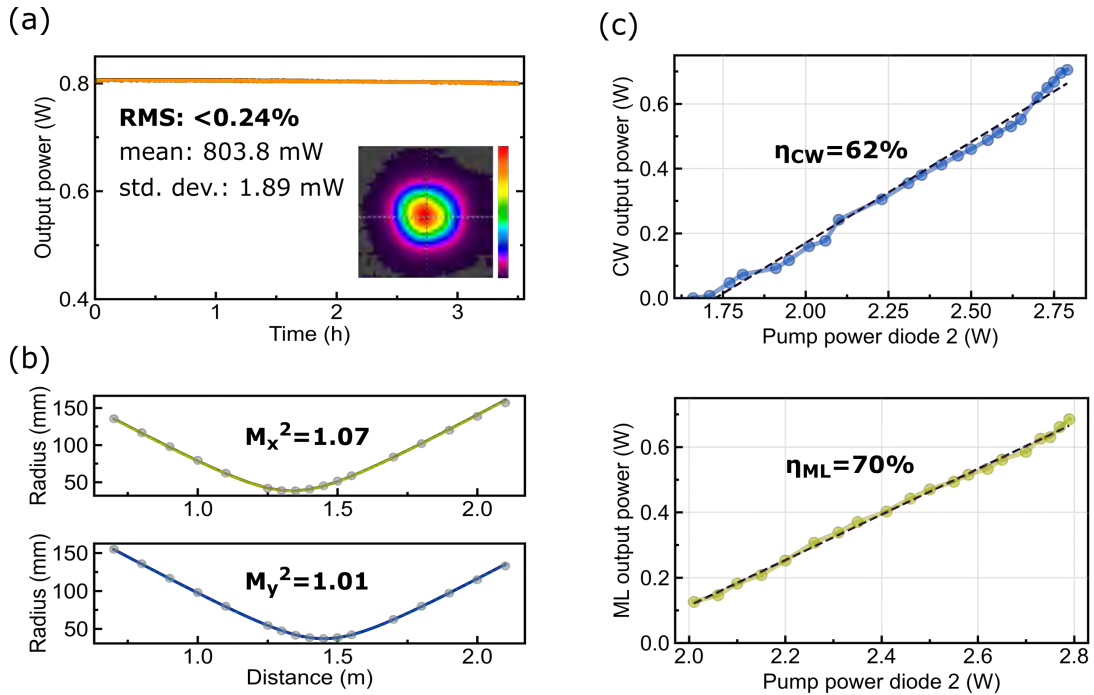 (a)
Output power (W)
0.8
0.6
0.4
RMS: <0.24%
mean: 803.8 mW
std. dev.: 1.89 mW
0
1
2
3
Time (h)
(b)
Radius (mm)
150
100
50
Mx²=1.07
1.0
1.5
2.0
Radius (mm)
150
100
50
My²=1.01
1.0
1.5
2.0
Distance (m)
(c)
CW output power (W)
0.6
0.4
0.2
0.0
ηCW=62%
1.75
2.00
2.25
2.50
2.75
Pump power diode 2 (W)
ML output power (W)
0.6
0.4
0.2
0.0
ηML=70%
2.0
2.2
2.4
2.6
2.8
Pump power diode 2 (W)